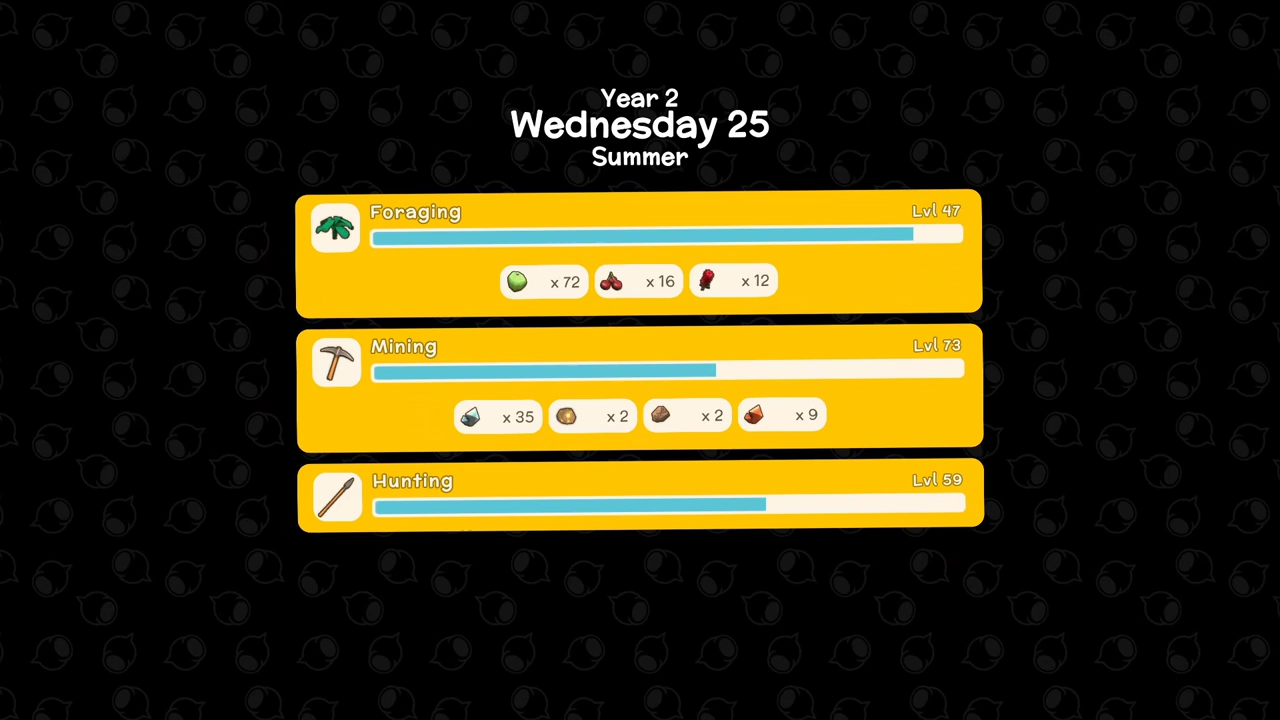 Year 2
Wednesday 25
Summer
Foraging Lvl 47
x 72 x 16 x 12
Mining Lvl 73
x 35 x 2 x 2 x 9
Hunting Lvl 59